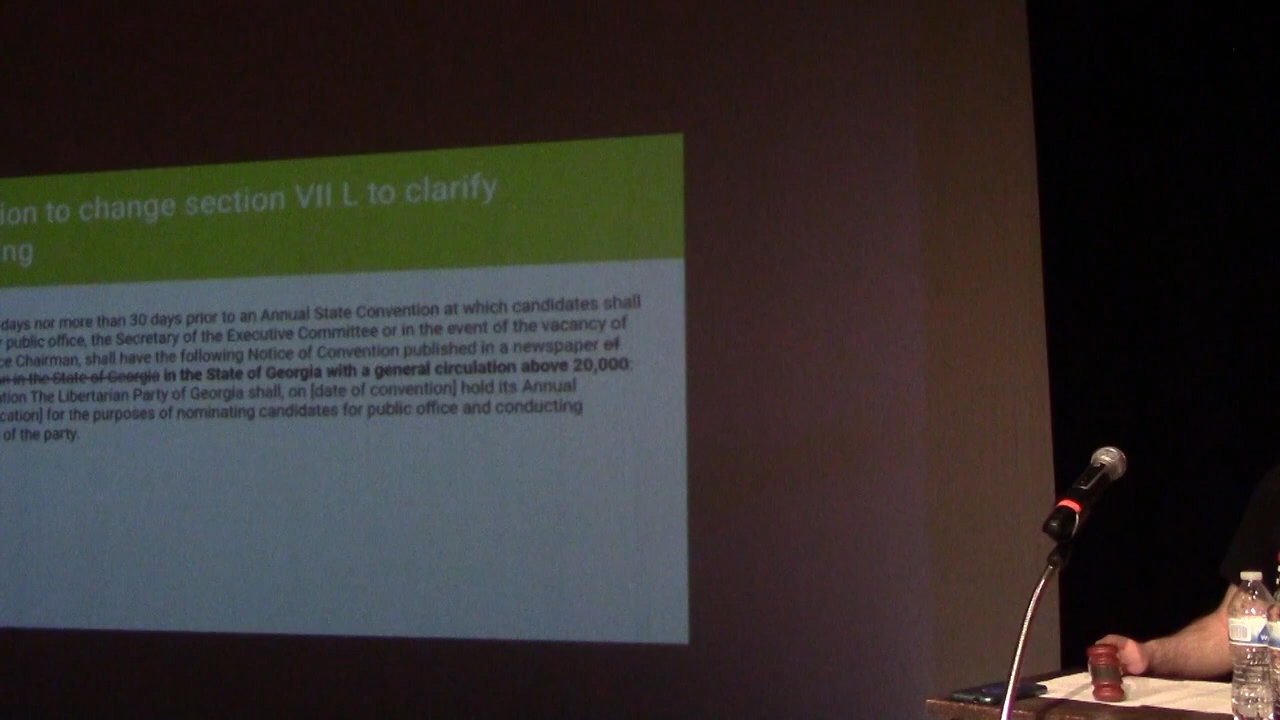 ion to change section VII L to clarify
ng
days nor more than 30 days prior to an Annual State Convention at which candidates shall
public office, the Secretary of the Executive Committee or in the event of the vacancy of
ce Chairman, shall have the following Notice of Convention published in a newspaper of
n in the State of Georgia in the State of Georgia with a general circulation above 20,000:
ation The Libertarian Party of Georgia shall, on [date of convention] hold its Annual
cation] for the purposes of nominating candidates for public office and conducting
of the party.